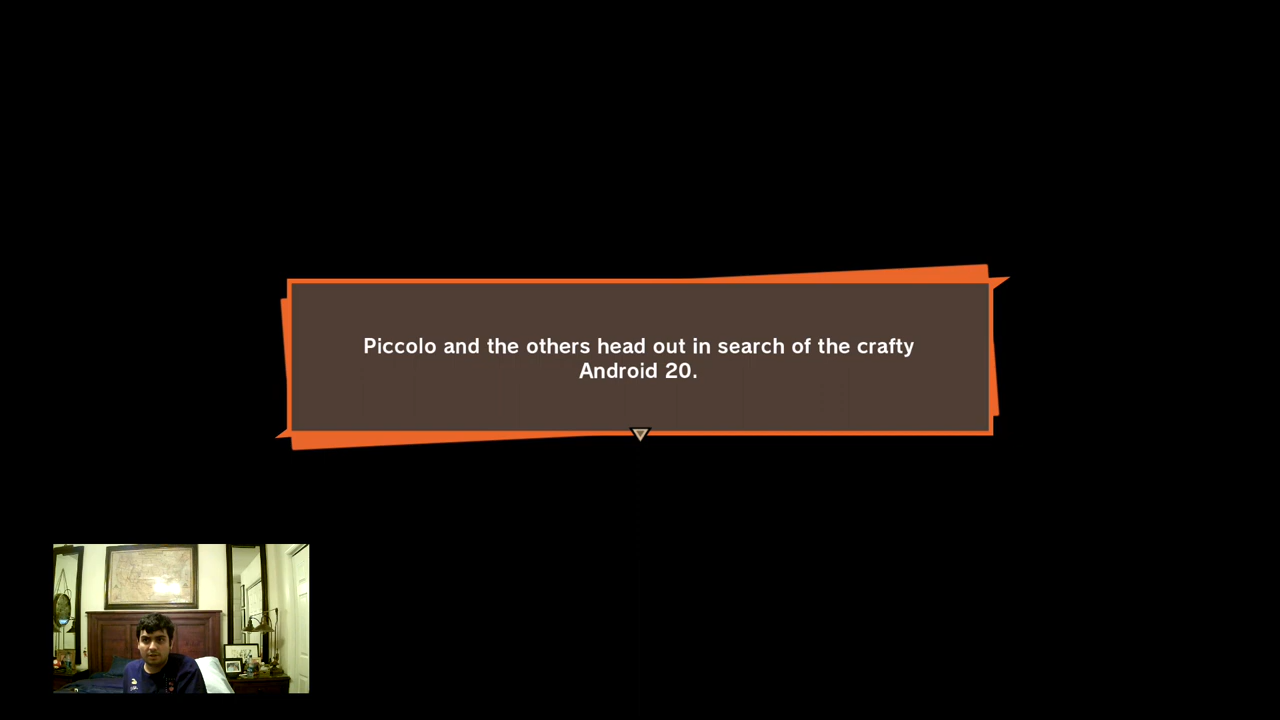 Piccolo and the others head out in search of the crafty
Android 20.